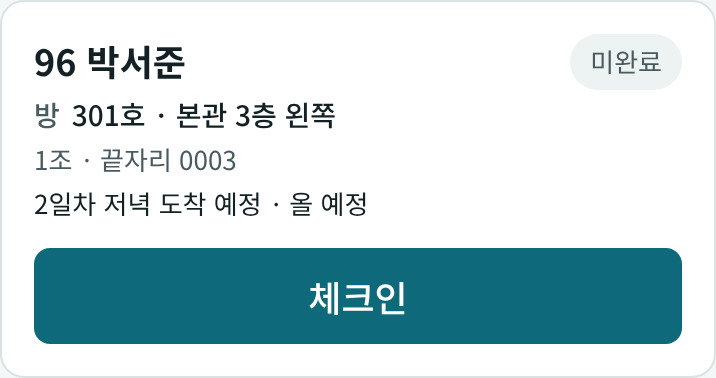 96 박서준
미완료
방 301호 · 본관 3층 왼쪽
1조 · 끝자리 0003
2일차 저녁 도착 예정 · 올 예정
체크인